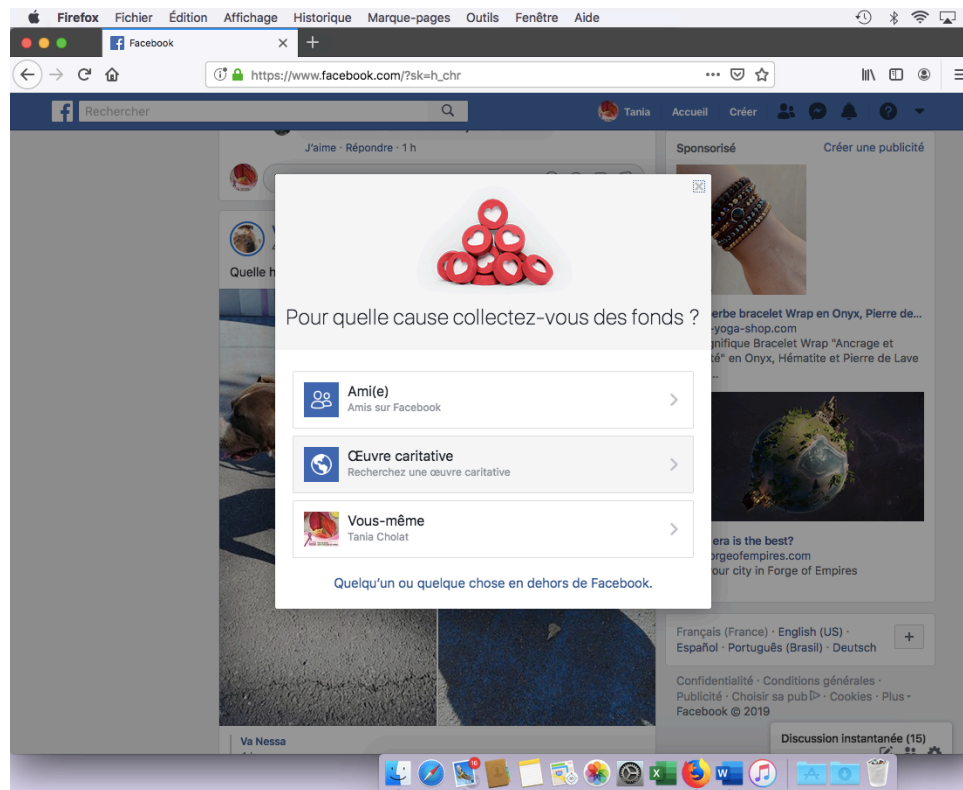 Firefox Fichier Édition Affichage Historique Marque-pages Outils Fenêtre Aide
Facebook
https://www.facebook.com/?sk=h_chr
Rechercher
Tania Accueil Créer
J'aime · Répondre · 1 h
Sponsorisé Créer une publicité
Quelle h
Pour quelle cause collectez-vous des fonds ?
Ami(e)
Amis sur Facebook
Œuvre caritative
Recherchez une œuvre caritative
Vous-même
Tania Cholat
Quelqu'un ou quelque chose en dehors de Facebook.
erbe bracelet Wrap en Onyx, Pierre de...
-yoga-shop.com
gnifique Bracelet Wrap "Ancrage et
té" en Onyx, Hématite et Pierre de Lave
...
era is the best?
orgeofempires.com
our city in Forge of Empires
Français (France) · English (US) ·
Español · Português (Brasil) · Deutsch
Confidentialité · Conditions générales ·
Publicité · Choisir sa pub · Cookies · Plus
Facebook © 2019
Va Nessa
Discussion instantanée (15)